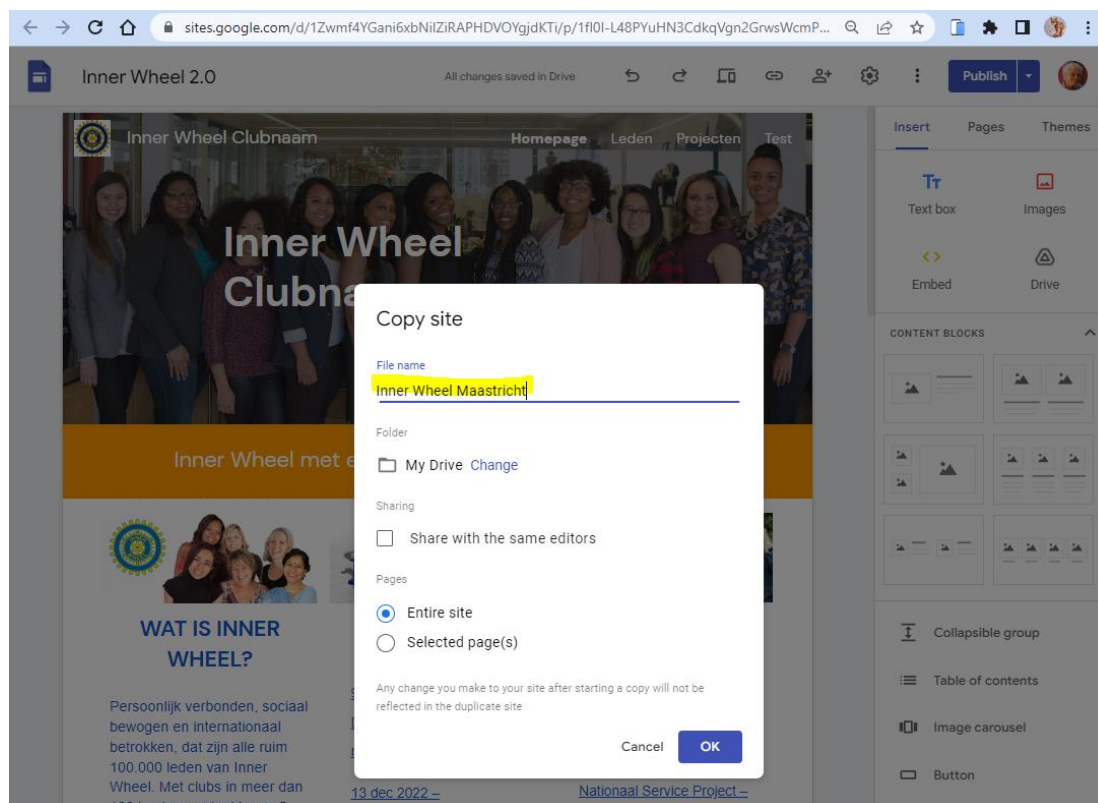 sites.google.com/d/1Zwmf4YGani6xbNiIZiRAPHDVOYgjdKTi/p/1fl0I-L48PYuHN3CdkqVgn2GrwsWcmP...
Inner Wheel 2.0
All changes saved in Drive
Publish
Inner Wheel Clubnaam
Homepage
Leden
Projecten
Test
Inner Wheel
Clubna
Inner Wheel met e
WAT IS INNER
WHEEL?
Persoonlijk verbonden, sociaal
bewogen en internationaal
betrokken, dat zijn alle ruim
100.000 leden van Inner
Wheel. Met clubs in meer dan
13 dec 2022 –
Nationaal Service Project –
Copy site
File name
Inner Wheel Maastricht
Folder
My Drive Change
Sharing
Share with the same editors
Pages
Entire site
Selected page(s)
Any change you make to your site after starting a copy will not be
reflected in the duplicate site
Cancel
OK
Insert
Pages
Themes
Text box
Images
Embed
Drive
CONTENT BLOCKS
Collapsible group
Table of contents
Image carousel
Button